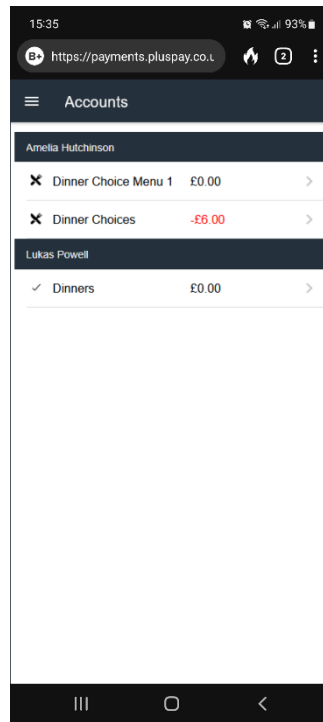 15:35 93%
B+ https://payments.pluspay.co.u 2
Accounts
Amelia Hutchinson
Dinner Choice Menu 1 £0.00
Dinner Choices -£6.00
Lukas Powell
Dinners £0.00